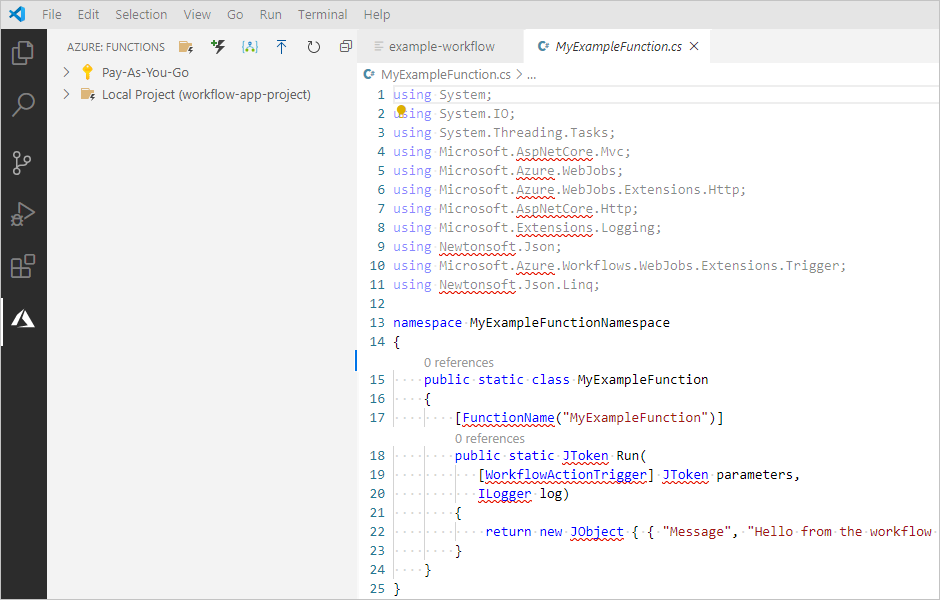 File Edit Selection View Go Run Terminal Help
AZURE: FUNCTIONS
Pay-As-You-Go
Local Project (workflow-app-project)
example-workflow
MyExampleFunction.cs
MyExampleFunction.cs > ...
1 using System;
2 using System.IO;
3 using System.Threading.Tasks;
4 using Microsoft.AspNetCore.Mvc;
5 using Microsoft.Azure.WebJobs;
6 using Microsoft.Azure.WebJobs.Extensions.Http;
7 using Microsoft.AspNetCore.Http;
8 using Microsoft.Extensions.Logging;
9 using Newtonsoft.Json;
10 using Microsoft.Azure.Workflows.WebJobs.Extensions.Trigger;
11 using Newtonsoft.Json.Linq;
12
13 namespace MyExampleFunctionNamespace
14 {
0 references
15 public static class MyExampleFunction
16 {
17 [FunctionName("MyExampleFunction")]
0 references
18 public static JToken Run(
19 [WorkflowActionTrigger] JToken parameters,
20 ILogger log)
21 {
22 return new JObject { { "Message", "Hello from the workflow
23 }
24 }
25 }